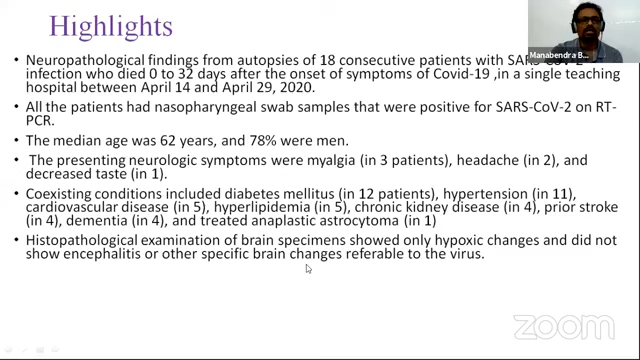 Highlights
Manabendra B...
• Neuropathological findings from autopsies of 18 consecutive patients with SARS-CoV-2
infection who died 0 to 32 days after the onset of symptoms of Covid-19 ,in a single teaching
hospital between April 14 and April 29, 2020.
• All the patients had nasopharyngeal swab samples that were positive for SARS-CoV-2 on RT-
PCR.
• The median age was 62 years, and 78% were men.
• The presenting neurologic symptoms were myalgia (in 3 patients), headache (in 2), and
decreased taste (in 1).
• Coexisting conditions included diabetes mellitus (in 12 patients), hypertension (in 11),
cardiovascular disease (in 5), hyperlipidemia (in 5), chronic kidney disease (in 4), prior stroke
(in 4), dementia (in 4), and treated anaplastic astrocytoma (in 1)
• Histopathological examination of brain specimens showed only hypoxic changes and did not
show encephalitis or other specific brain changes referable to the virus.
zoom